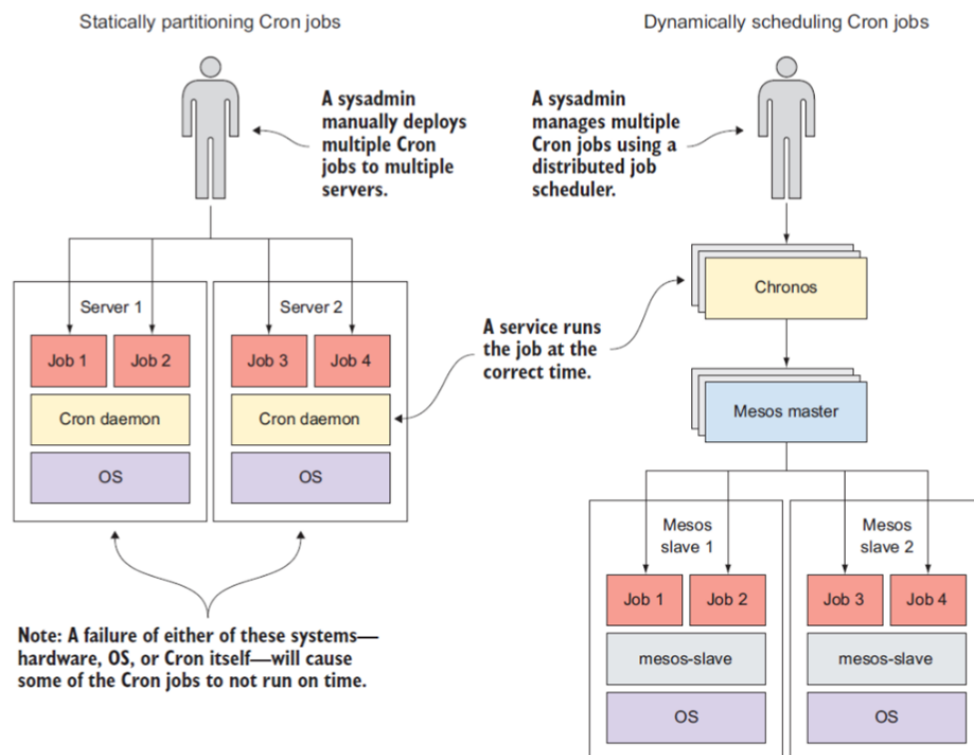 Statically partitioning Cron jobs
A sysadmin
manually deploys
multiple Cron
jobs to multiple
servers.
Server 1
Job 1
Job 2
Cron daemon
OS
Server 2
Job 3
Job 4
Cron daemon
OS
Note: A failure of either of these systems—
hardware, OS, or Cron itself—will cause
some of the Cron jobs to not run on time.
A service runs
the job at the
correct time.
Dynamically scheduling Cron jobs
A sysadmin
manages multiple
Cron jobs using a
distributed job
scheduler.
Chronos
Mesos master
Mesos
slave 1
Job 1
Job 2
mesos-slave
OS
Mesos
slave 2
Job 3
Job 4
mesos-slave
OS